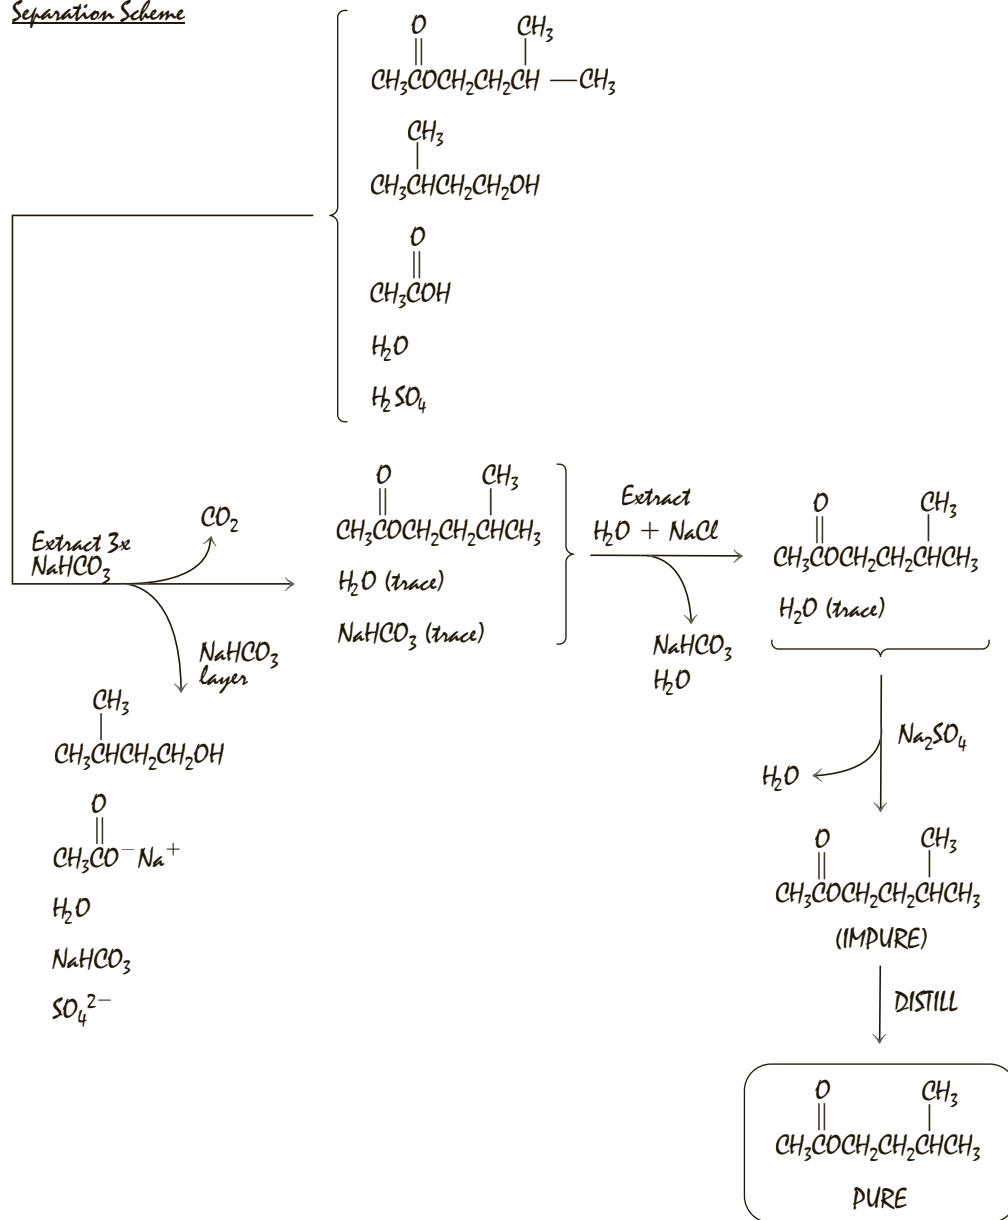 Separation Scheme
O CH₃
CH₃COCH₂CH₂CH—CH₃
CH₃
CH₃CHCH₂CH₂OH
O
CH₃COH
H₂O
H₂SO₄
Extract 3x
NaHCO₃
CO₂
NaHCO₃
layer
CH₃
CH₃CHCH₂CH₂OH
O
CH₃CO⁻Na⁺
H₂O
NaHCO₃
SO₄²⁻
O CH₃
CH₃COCH₂CH₂CHCH₃
H₂O (trace)
NaHCO₃ (trace)
Extract
H₂O + NaCl
NaHCO₃
H₂O
O CH₃
CH₃COCH₂CH₂CHCH₃
H₂O (trace)
Na₂SO₄
H₂O
O CH₃
CH₃COCH₂CH₂CHCH₃
(IMPURE)
DISTILL
O CH₃
CH₃COCH₂CH₂CHCH₃
PURE